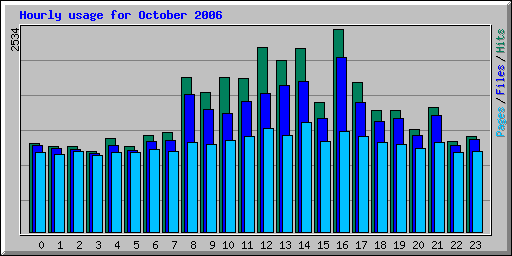 Hourly usage for October 2006
2534
Pages/Files/Hits
0 1 2 3 4 5 6 7 8 9 10 11 12 13 14 15 16 17 18 19 20 21 22 23